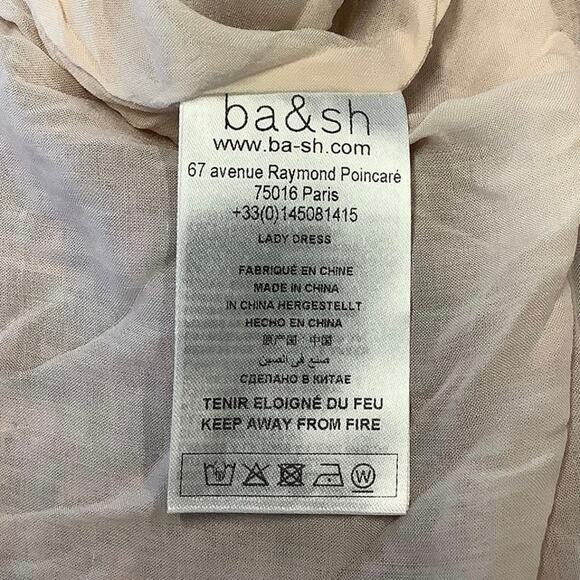 ba&sh
www.ba-sh.com
67 avenue Raymond Poincaré
75016 Paris
+33(0)145081415
LADY DRESS
FABRIQUÉ EN CHINE
MADE IN CHINA
IN CHINA HERGESTELLT
HECHO EN CHINA
原产国：中国
صنع في الصين
СДЕЛАНО В КИТАЕ
TENIR ELOIGNÉ DU FEU
KEEP AWAY FROM FIRE
W